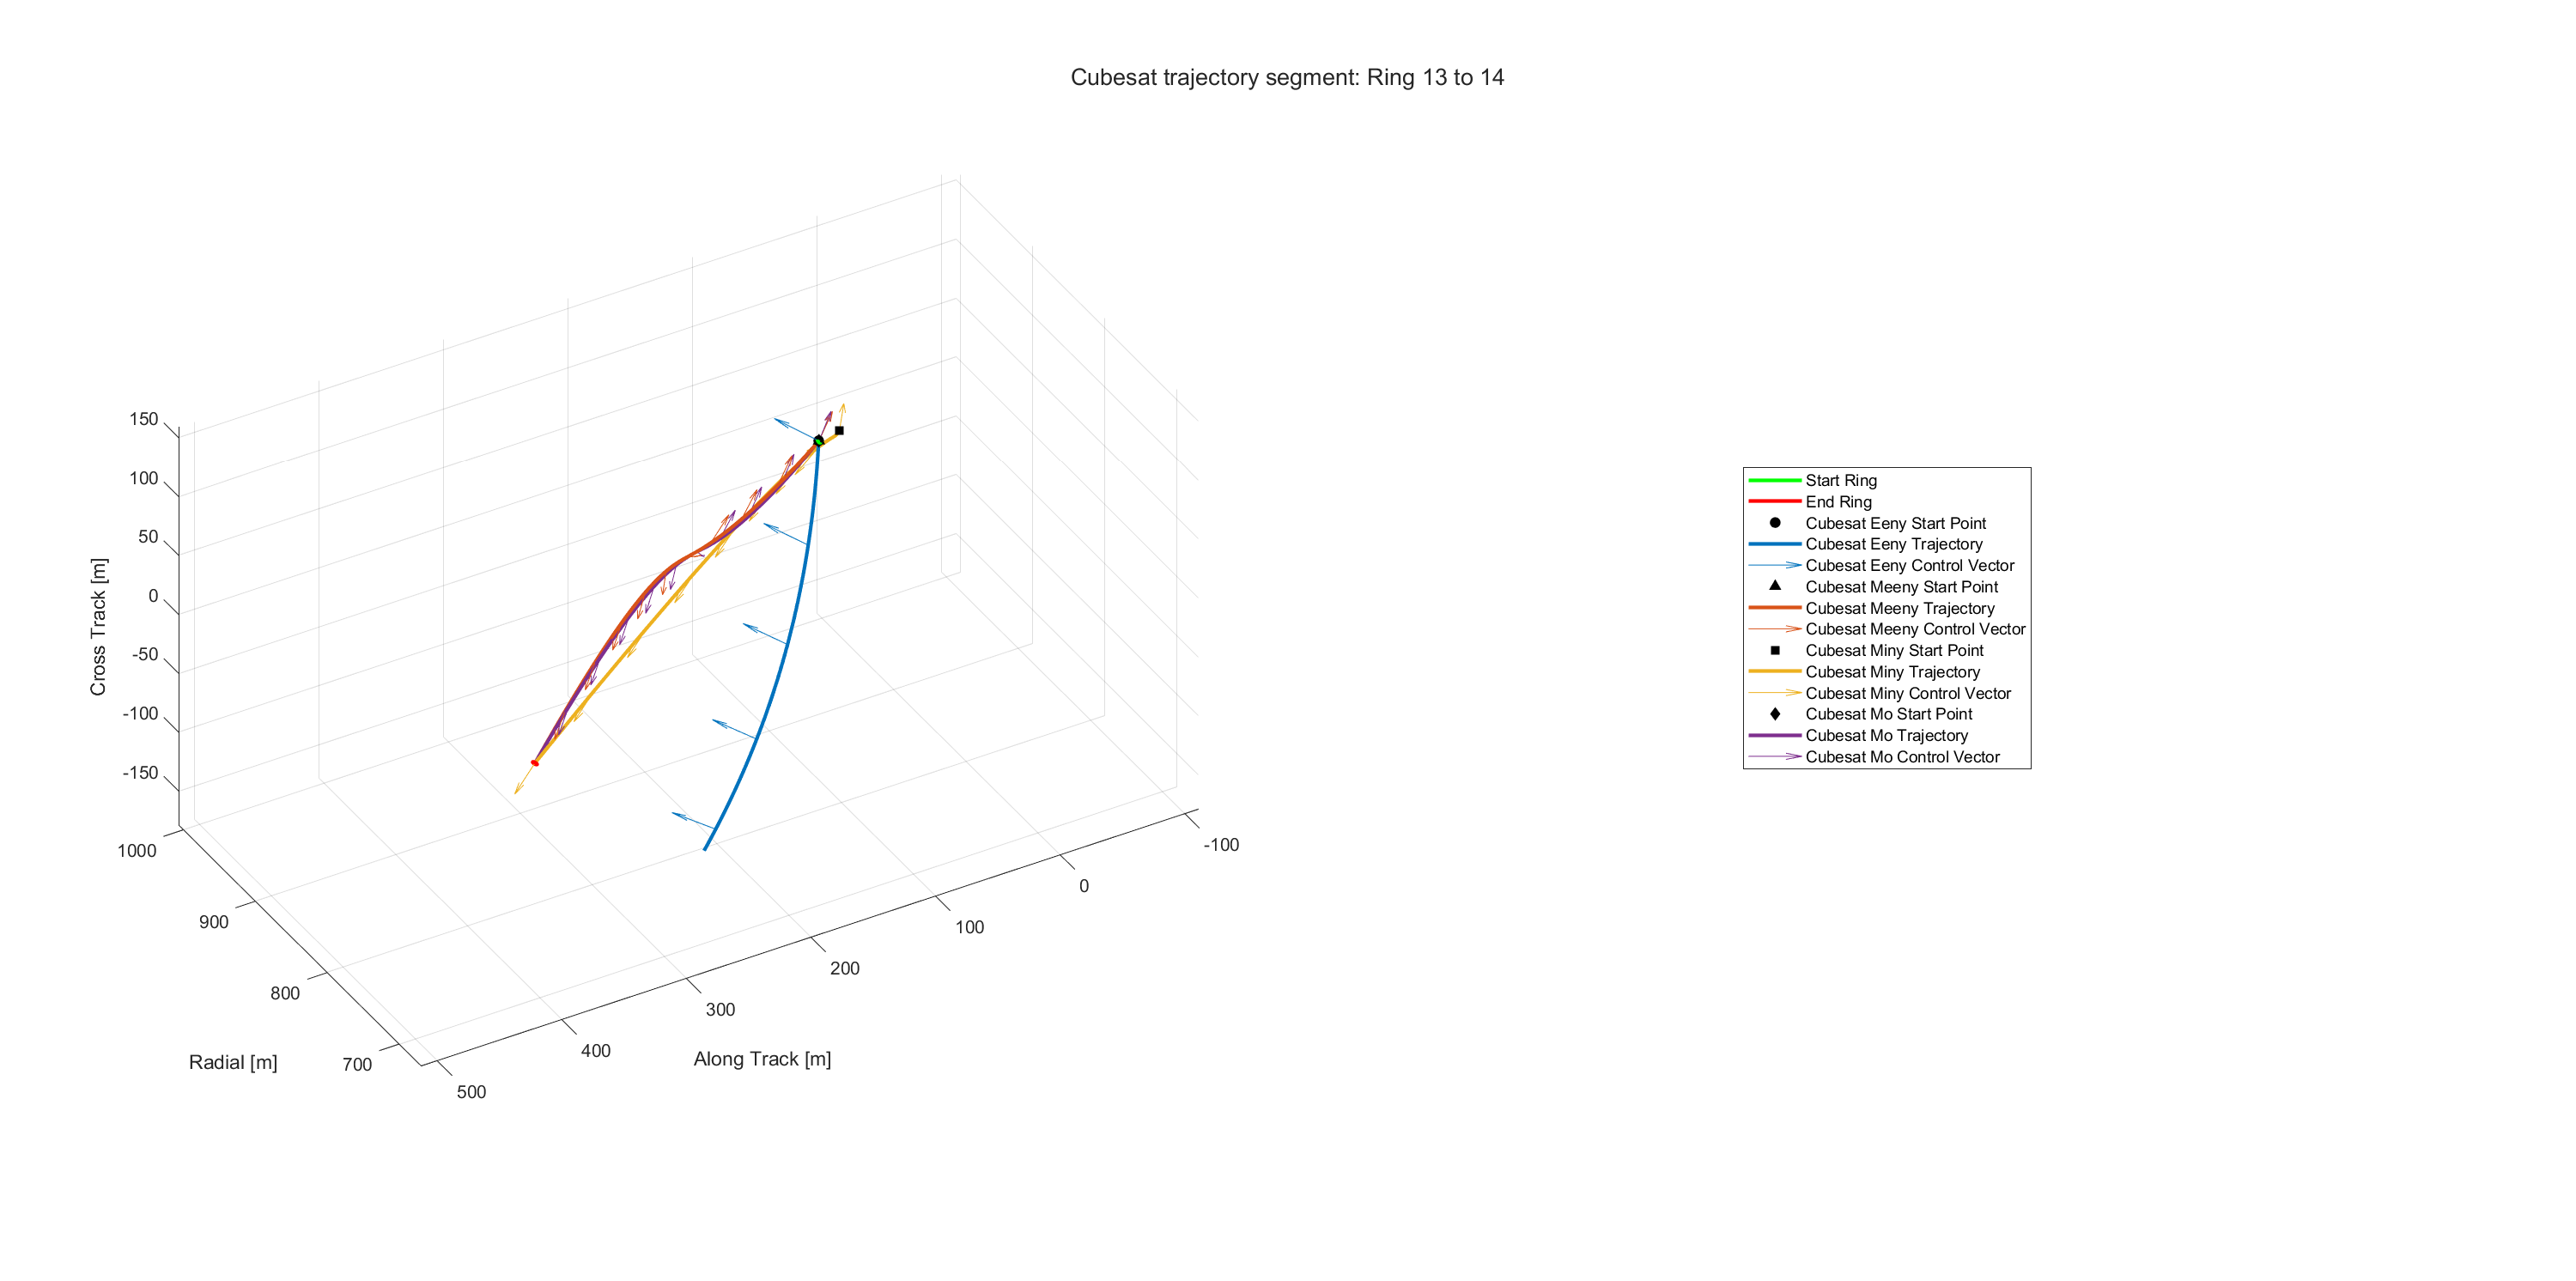 Cubesat trajectory segment: Ring 13 to 14
150
100
50
0
-50
-100
-150
Cross Track [m]
1000
900
800
700
Radial [m]
500
400
300
200
100
0
-100
Along Track [m]
Start Ring
End Ring
Cubesat Eeny Start Point
Cubesat Eeny Trajectory
Cubesat Eeny Control Vector
Cubesat Meeny Start Point
Cubesat Meeny Trajectory
Cubesat Meeny Control Vector
Cubesat Miny Start Point
Cubesat Miny Trajectory
Cubesat Miny Control Vector
Cubesat Mo Start Point
Cubesat Mo Trajectory
Cubesat Mo Control Vector